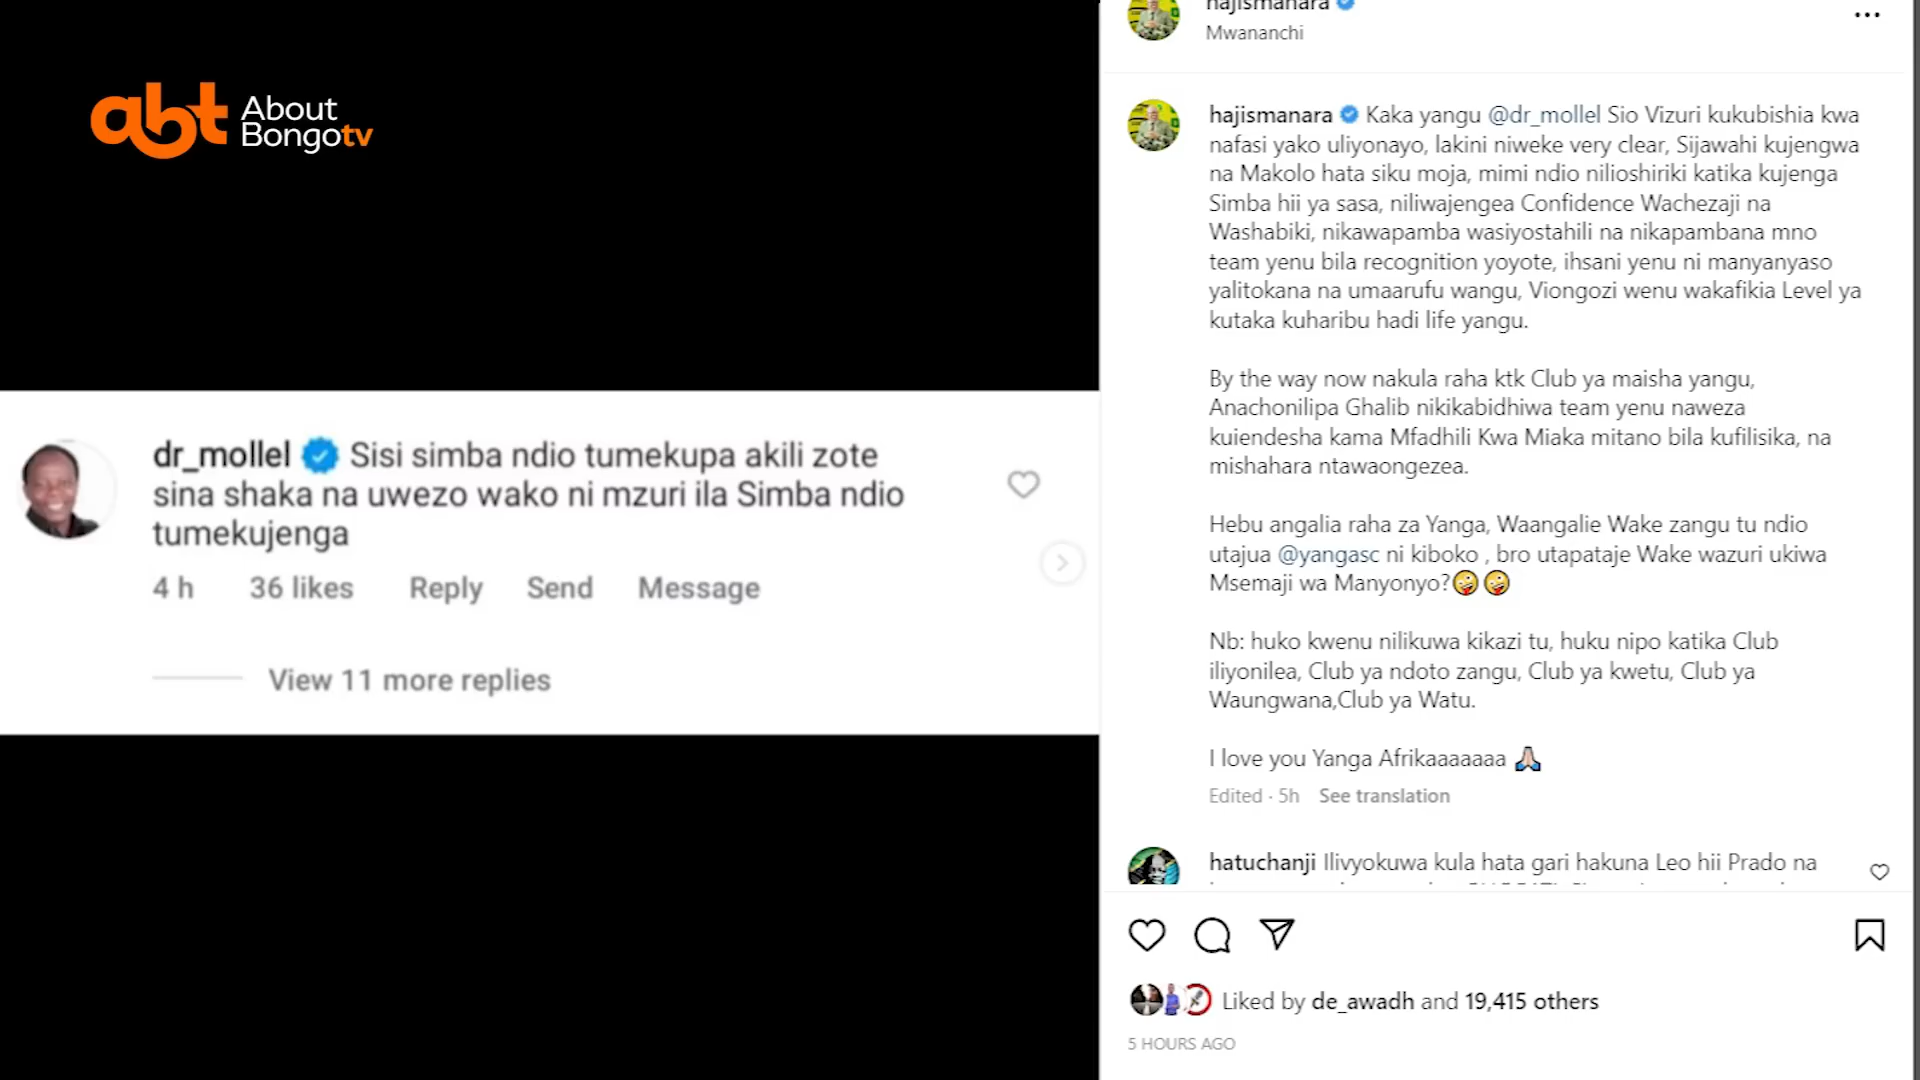 abt About
Bongotv
dr_mollel Sisi simba ndio tumekupa akili zote
sina shaka na uwezo wako ni mzuri ila Simba ndio
tumekujenga
4 h 36 likes Reply Send Message
View 11 more replies
hajismanara
Mwananchi
hajismanara Kaka yangu @dr_mollel Sio Vizuri kukubishia kwa
nafasi yako uliyonayo, lakini niweke very clear, Sijawahi kujengwa
na Makolo hata siku moja, mimi ndio nilioshiriki katika kujenga
Simba hii ya sasa, niliwajengea Confidence Wachezaji na
Washabiki, nikawapamba wasiyostahili na nikapambana mno
team yenu bila recognition yoyote, ihsani yenu ni manyanyaso
yalitokana na umaarufu wangu, Viongozi wenu wakafikia Level ya
kutaka kuharibu hadi life yangu.
By the way now nakula raha ktk Club ya maisha yangu,
Anachonilipa Ghalib nikikabidhiwa team yenu naweza
kuiendesha kama Mfadhili Kwa Miaka mitano bila kufilisika, na
mishahara ntawaongezea.
Hebu angalia raha za Yanga, Waangalie Wake zangu tu ndio
utajua @yangasc ni kiboko , bro utapataje Wake wazuri ukiwa
Msemaji wa Manyonyo?🤪🤪
Nb: huko kwenu nilikuwa kikazi tu, huku nipo katika Club
iliyonilea, Club ya ndoto zangu, Club ya kwetu, Club ya
Waungwana,Club ya Watu.
I love you Yanga Afrikaaaaaaa 🙏🏻
Edited · 5h See translation
hatuchanji Ilivyokuwa kula hata gari hakuna Leo hii Prado na
Liked by de_awadh and 19,415 others
5 HOURS AGO